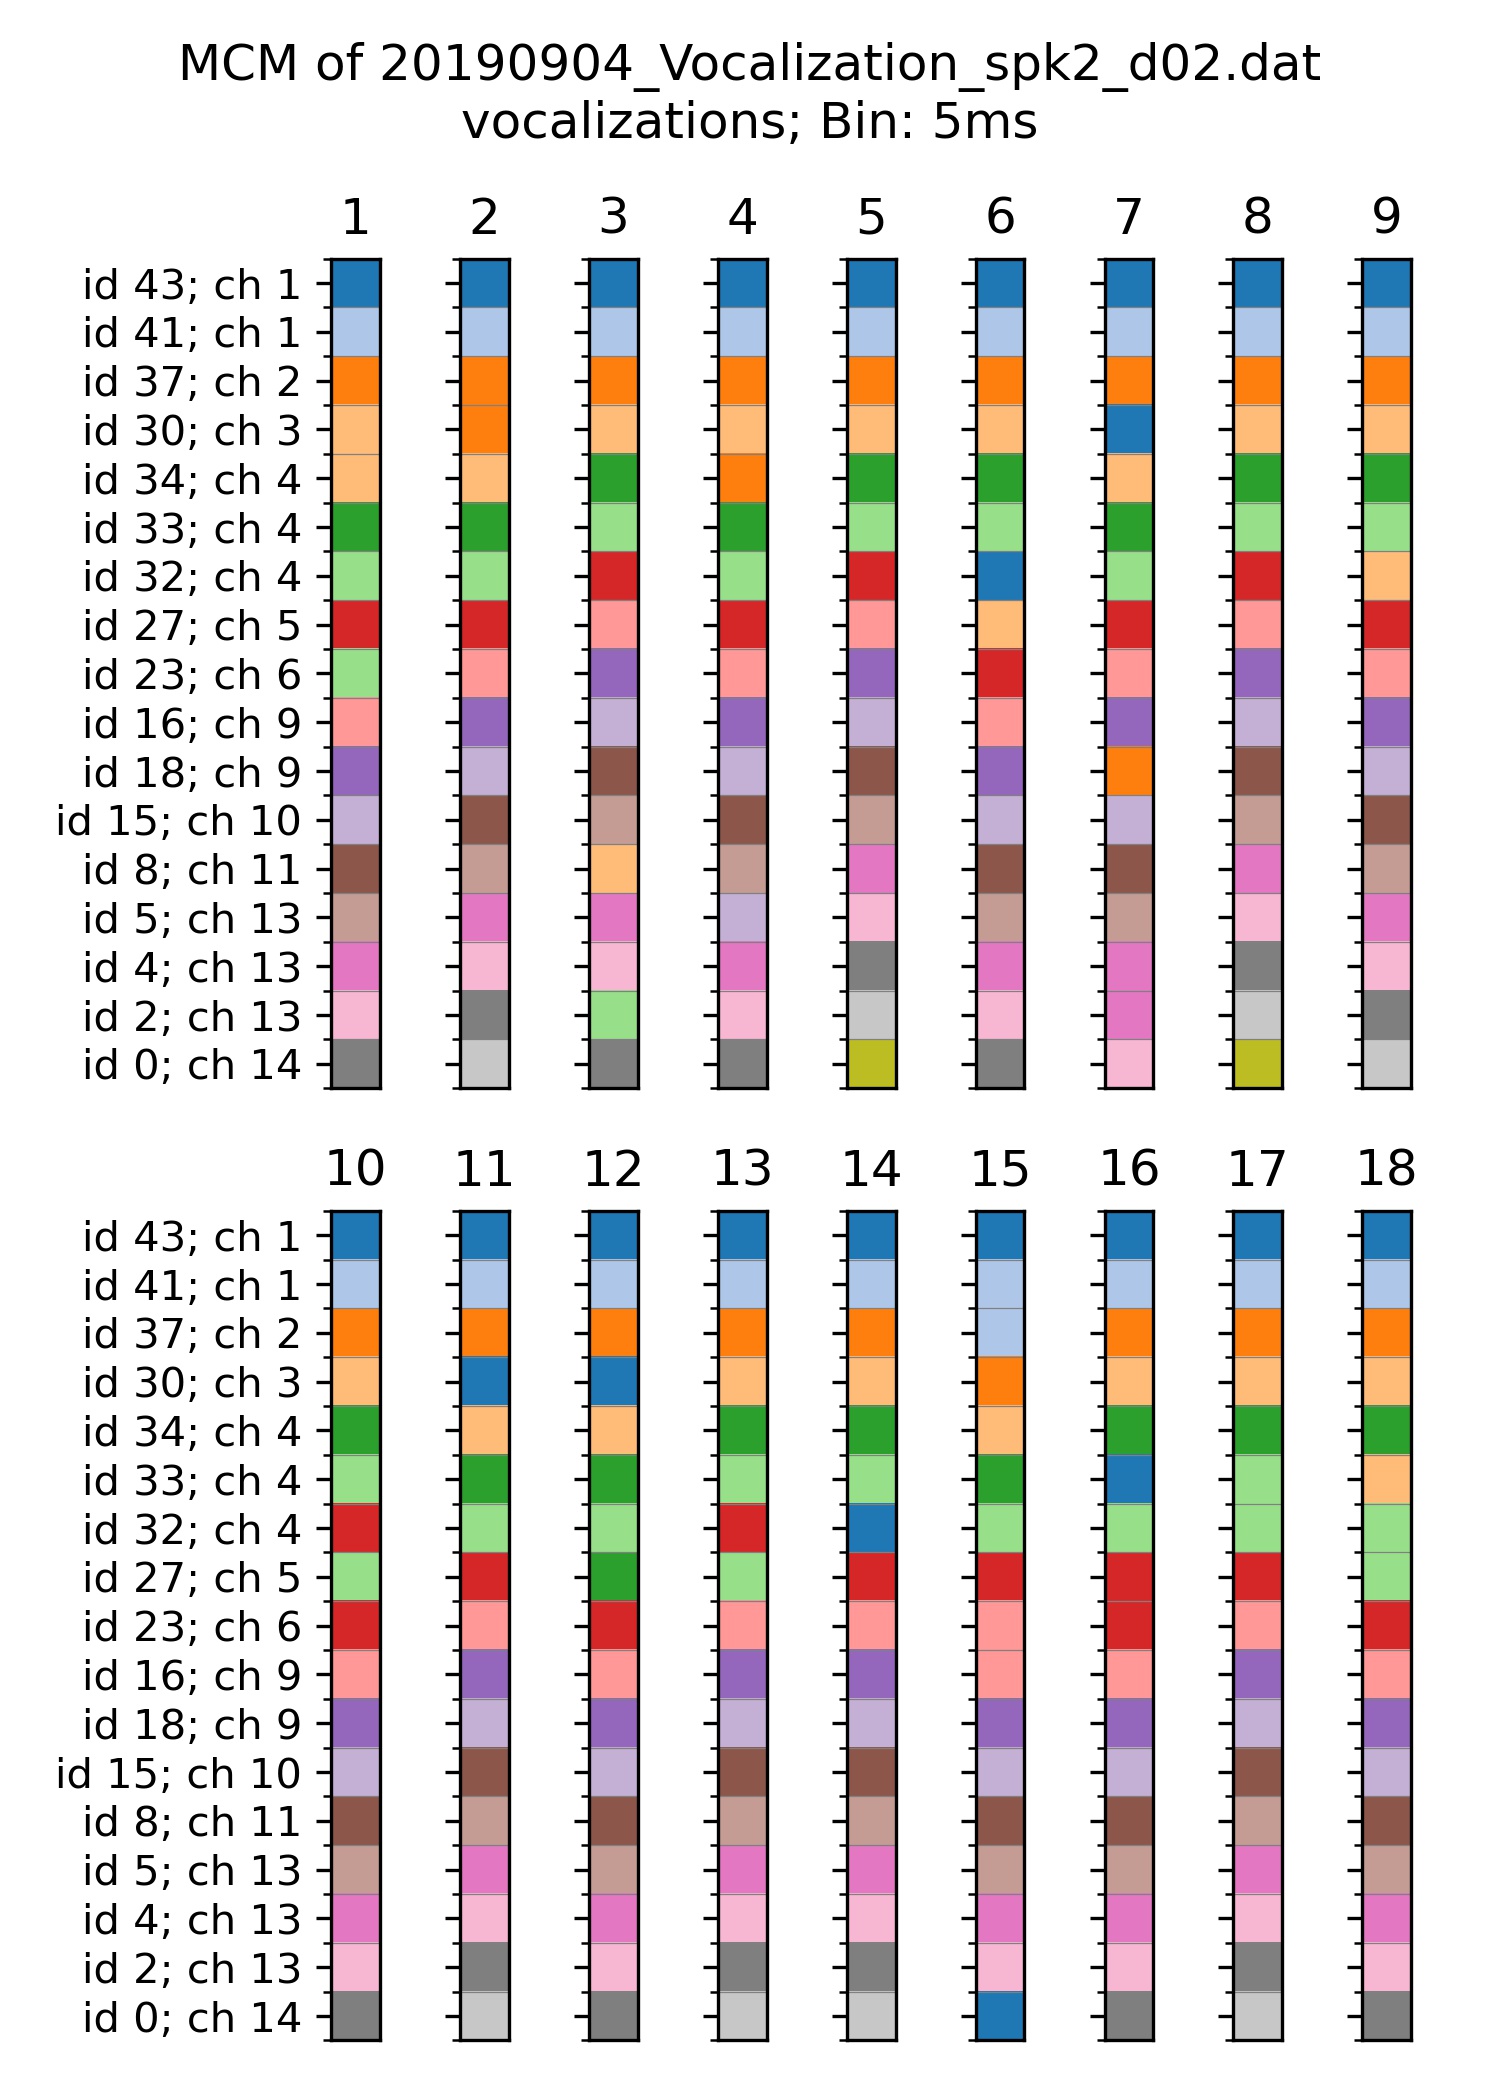 MCM of 20190904_Vocalization_spk2_d02.dat
vocalizations; Bin: 5ms
1 2 3 4 5 6 7 8 9
id 43; ch 1
id 41; ch 1
id 37; ch 2
id 30; ch 3
id 34; ch 4
id 33; ch 4
id 32; ch 4
id 27; ch 5
id 23; ch 6
id 16; ch 9
id 18; ch 9
id 15; ch 10
id 8; ch 11
id 5; ch 13
id 4; ch 13
id 2; ch 13
id 0; ch 14
10 11 12 13 14 15 16 17 18
id 43; ch 1
id 41; ch 1
id 37; ch 2
id 30; ch 3
id 34; ch 4
id 33; ch 4
id 32; ch 4
id 27; ch 5
id 23; ch 6
id 16; ch 9
id 18; ch 9
id 15; ch 10
id 8; ch 11
id 5; ch 13
id 4; ch 13
id 2; ch 13
id 0; ch 14